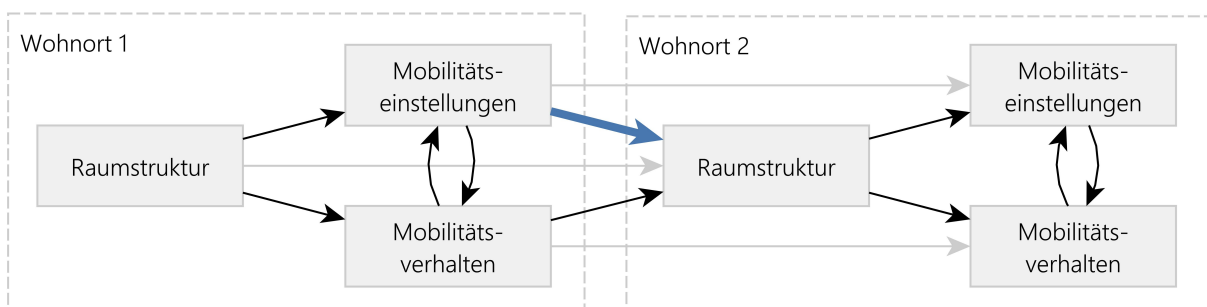 Wohnort 1
Mobilitäts-
einstellungen
Raumstruktur
Mobilitäts-
verhalten
Wohnort 2
Mobilitäts-
einstellungen
Raumstruktur
Mobilitäts-
verhalten